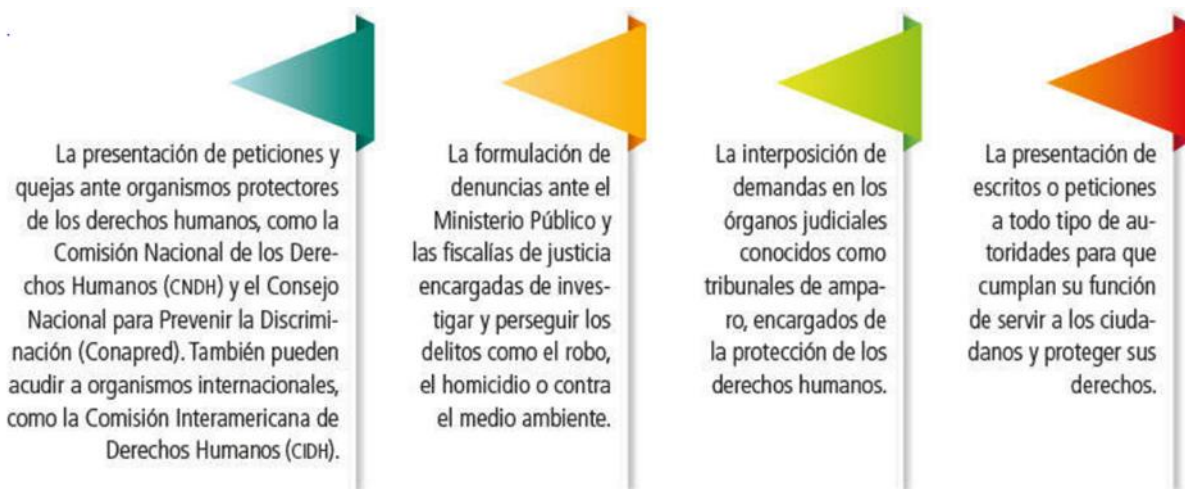 La presentación de peticiones y
quejas ante organismos protectores
de los derechos humanos, como la
Comisión Nacional de los Dere-
chos Humanos (CNDH) y el Consejo
Nacional para Prevenir la Discrimi-
nación (Conapred). También pueden
acudir a organismos internacionales,
como la Comisión Interamericana de
Derechos Humanos (CIDH).
La formulación de
denuncias ante el
Ministerio Público y
las fiscalías de justicia
encargadas de inves-
tigar y perseguir los
delitos como el robo,
el homicidio o contra
el medio ambiente.
La interposición de
demandas en los
órganos judiciales
conocidos como
tribunales de ampa-
ro, encargados de
la protección de los
derechos humanos.
La presentación de
escritos o peticiones
a todo tipo de au-
toridades para que
cumplan su función
de servir a los ciuda-
danos y proteger sus
derechos.